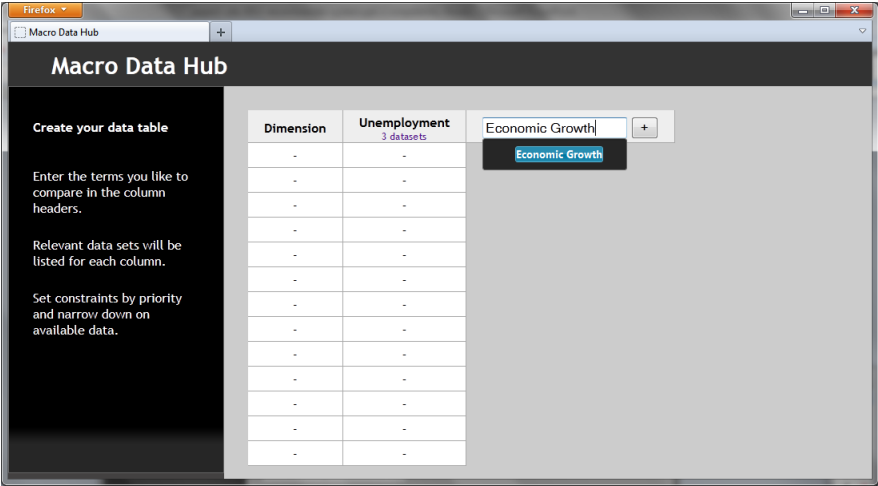 Firefox
Macro Data Hub
+
Macro Data Hub
Create your data table
Enter the terms you like to
compare in the column
headers.
Relevant data sets will be
listed for each column.
Set constraints by priority
and narrow down on
available data.
Dimension
Unemployment
3 datasets
Economic Growth
+
Economic Growth
- -
- -
- -
- -
- -
- -
- -
- -
- -
- -
- -
- -
- -